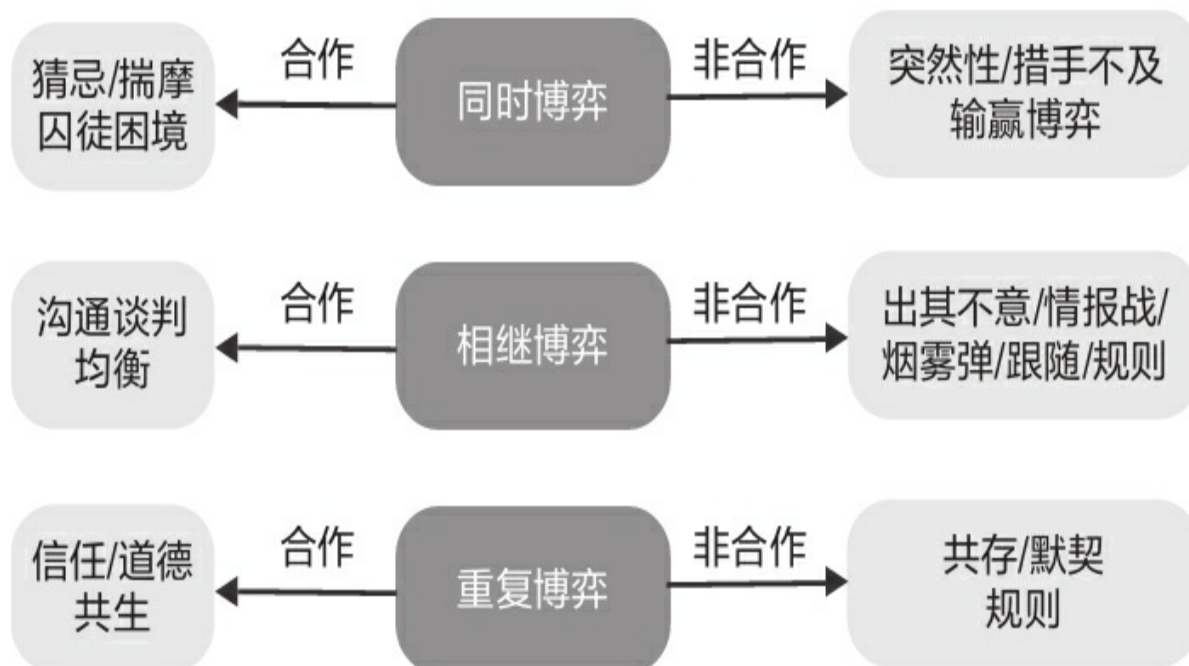 猜忌/揣摩
囚徒困境
合作
同时博弈
非合作
突然性/措手不及
输赢博弈
沟通谈判
均衡
合作
相继博弈
非合作
出其不意/情报战/
烟雾弹/跟随/规则
信任/道德
共生
合作
重复博弈
非合作
共存/默契
规则